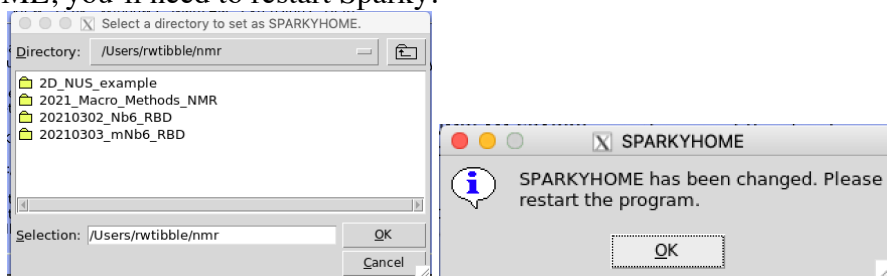 ME, you'll need to restart Sparky.
Select a directory to set as SPARKYHOME.
Directory: /Users/rwtibble/nmr
2D_NUS_example
2021_Macro_Methods_NMR
20210302_Nb6_RBD
20210303_mNb6_RBD
Selection: /Users/rwtibble/nmr OK
Cancel
SPARKYHOME
SPARKYHOME has been changed. Please
restart the program.
OK